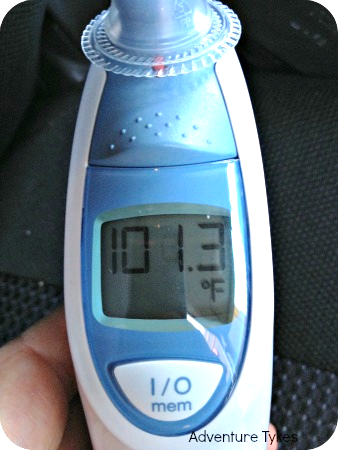 101.3
°F
I/O
mem
Adventure Tykes